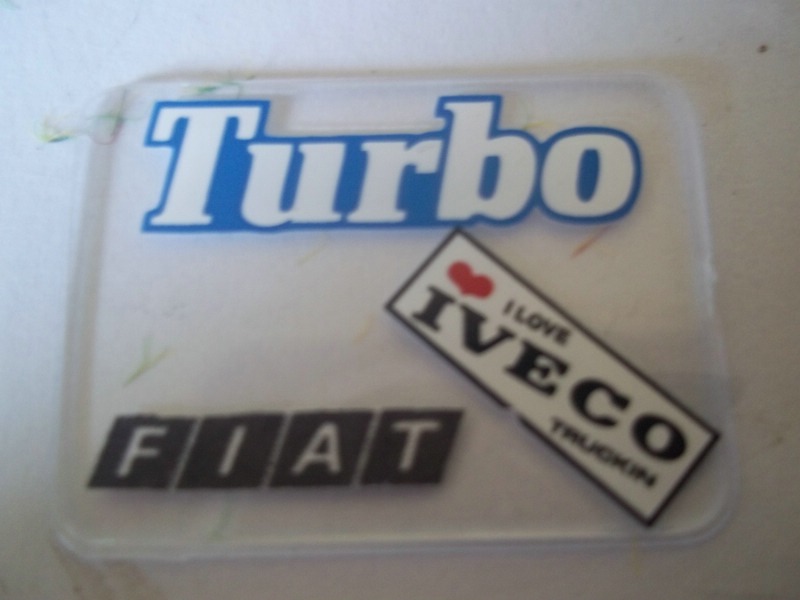 Turbo
I LOVE
IVECO
TRUCKIN
FIAT